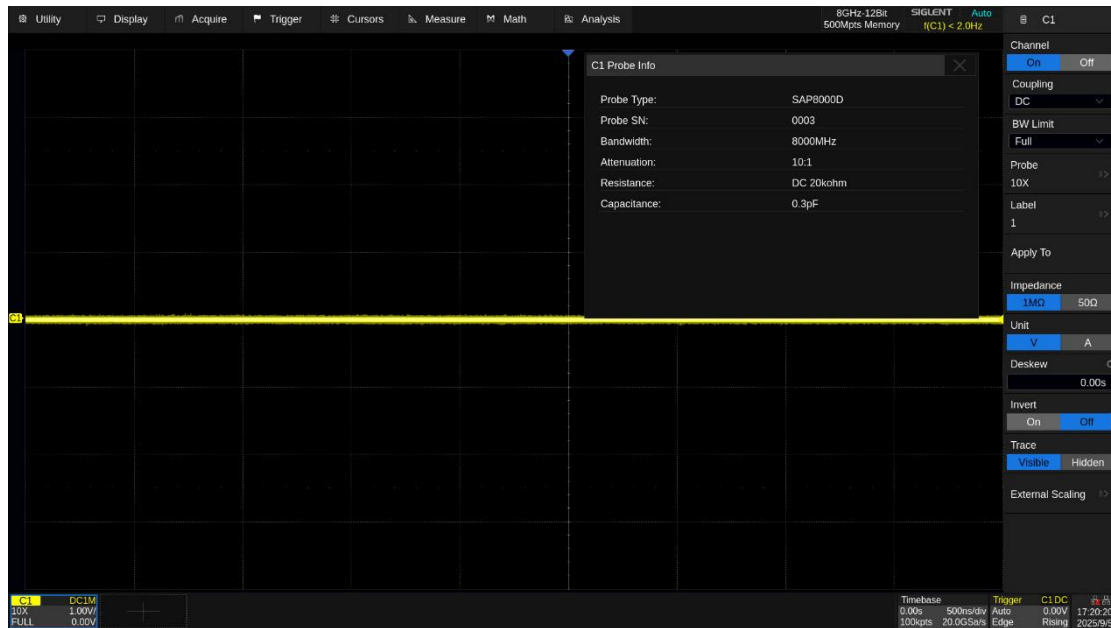 Utility Display Acquire Trigger Cursors Measure Math Analysis
8GHz-12Bit
500Mpts Memory
SIGLENT Auto
f(C1) < 2.0Hz
C1
C1 Probe Info
Probe Type: SAP8000D
Probe SN: 0003
Bandwidth: 8000MHz
Attenuation: 10:1
Resistance: DC 20kohm
Capacitance: 0.3pF
C1
Channel
On Off
Coupling
DC
BW Limit
Full
Probe
10X
Label
1
Apply To
Impedance
1MΩ 50Ω
Unit
V A
Deskew
0.00s
Invert
On Off
Trace
Visible Hidden
External Scaling
C1 DC1M
10X 1.00V/
FULL 0.00V
Timebase
0.00s 500ns/div
100kpts 20.0GSa/s
Trigger C1 DC
Auto 0.00V
Edge Rising
17:20:20
2025/9/5